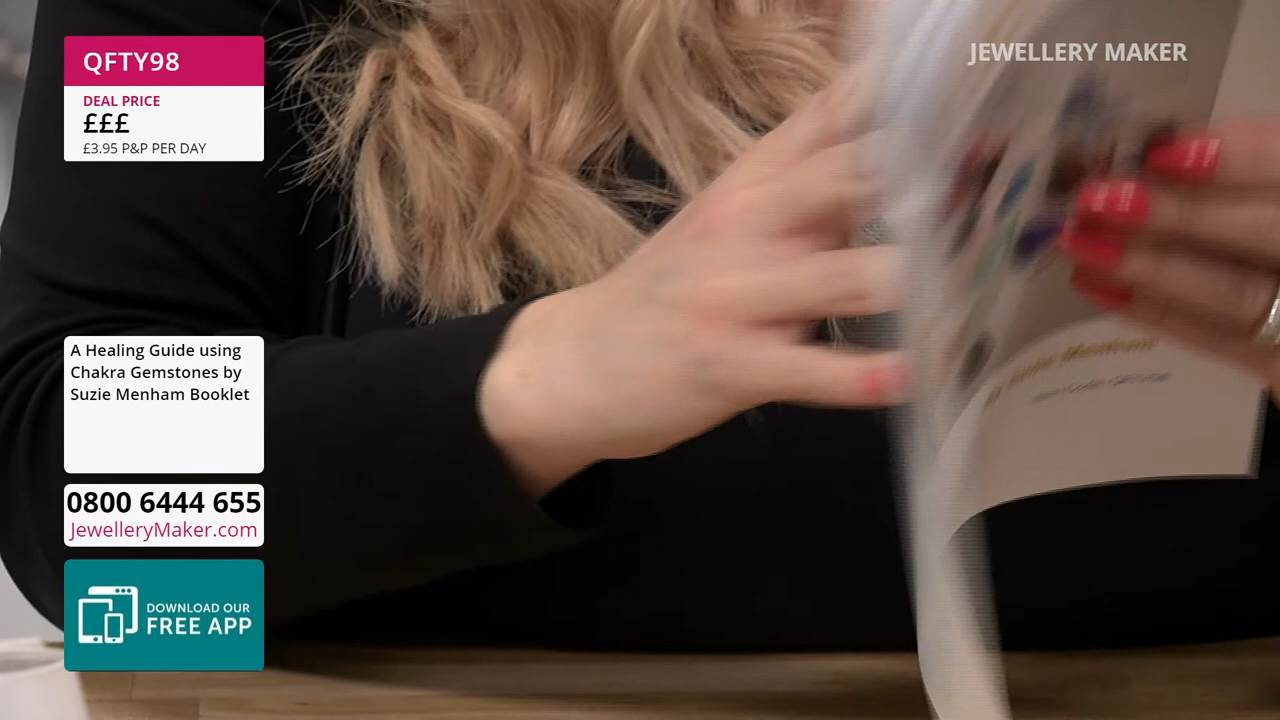 QFTY98
DEAL PRICE
£££
£3.95 P&P PER DAY
JEWELLERY MAKER
A Healing Guide using
Chakra Gemstones by
Suzie Menham Booklet
0800 6444 655
JewelleryMaker.com
DOWNLOAD OUR
FREE APP